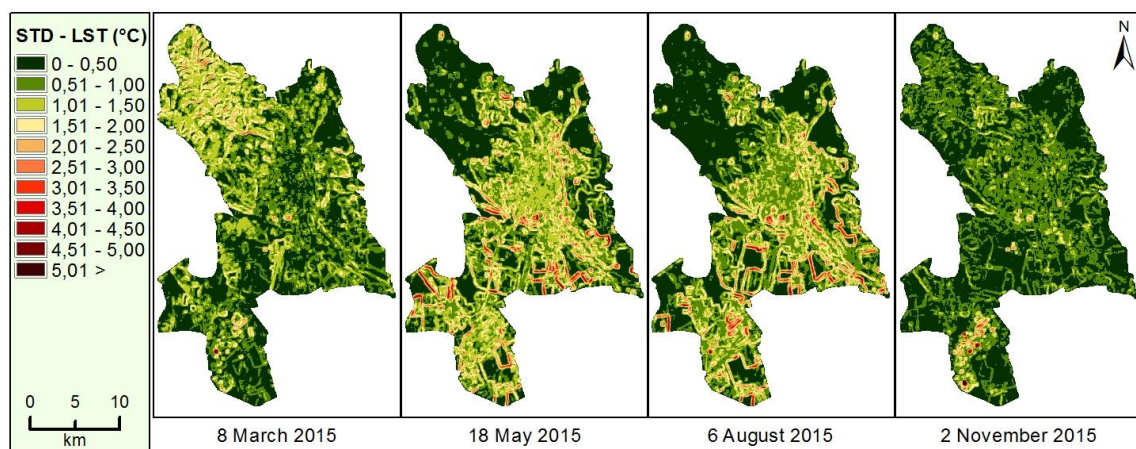 STD - LST (°C)
0 - 0,50
0,51 - 1,00
1,01 - 1,50
1,51 - 2,00
2,01 - 2,50
2,51 - 3,00
3,01 - 3,50
3,51 - 4,00
4,01 - 4,50
4,51 - 5,00
5,01 >
0 5 10
km
N
8 March 2015
18 May 2015
6 August 2015
2 November 2015